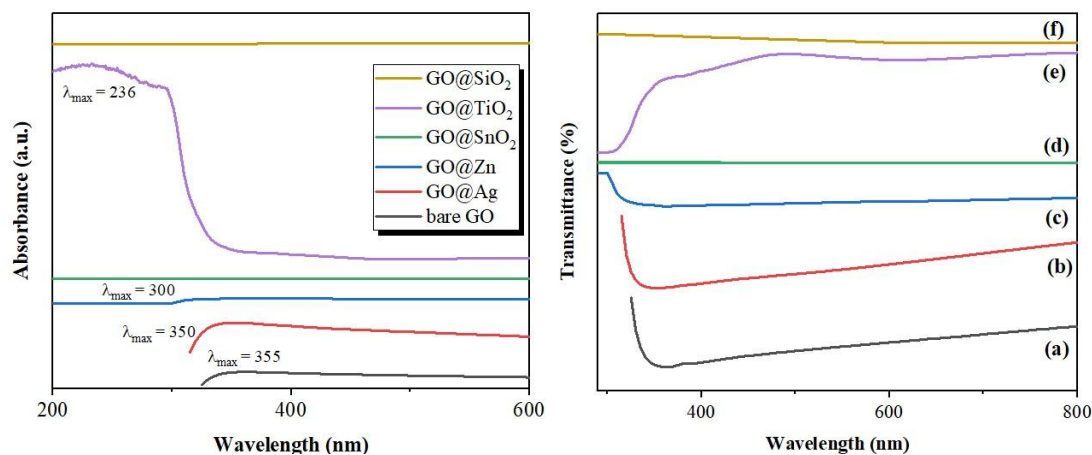 Absorbance (a.u.)
λmax = 236
GO@SiO₂
GO@TiO₂
GO@SnO₂
GO@Zn
GO@Ag
bare GO
λmax = 300
λmax = 350
λmax = 355
200
400
600
Wavelength (nm)
Transmittance (%)
(f)
(e)
(d)
(c)
(b)
(a)
400
600
800
Wavelength (nm)